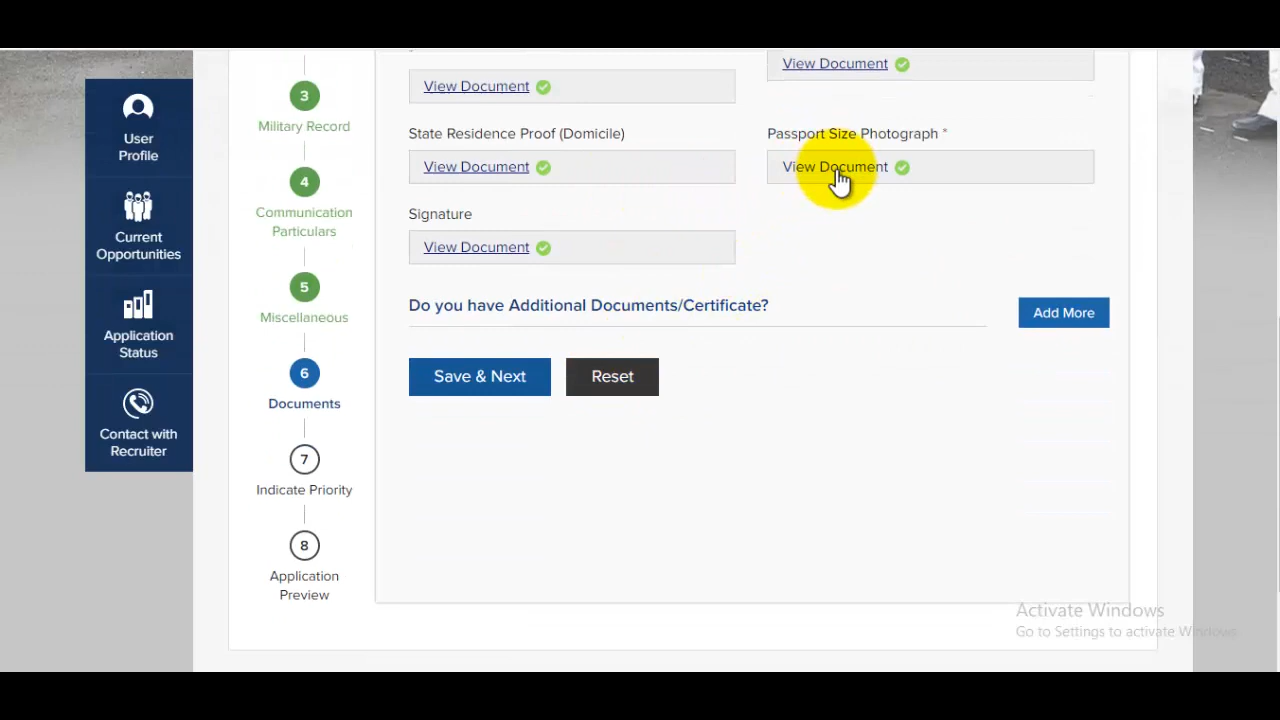 User
Profile
Current
Opportunities
Application
Status
Contact with
Recruiter
3
Military Record
4
Communication
Particulars
5
Miscellaneous
6
Documents
7
Indicate Priority
8
Application
Preview
View Document
View Document
State Residence Proof (Domicile)
Passport Size Photograph *
View Document
View Document
Signature
View Document
Do you have Additional Documents/Certificate?
Add More
Save & Next
Reset
Activate Windows
Go to Settings to activate Windows